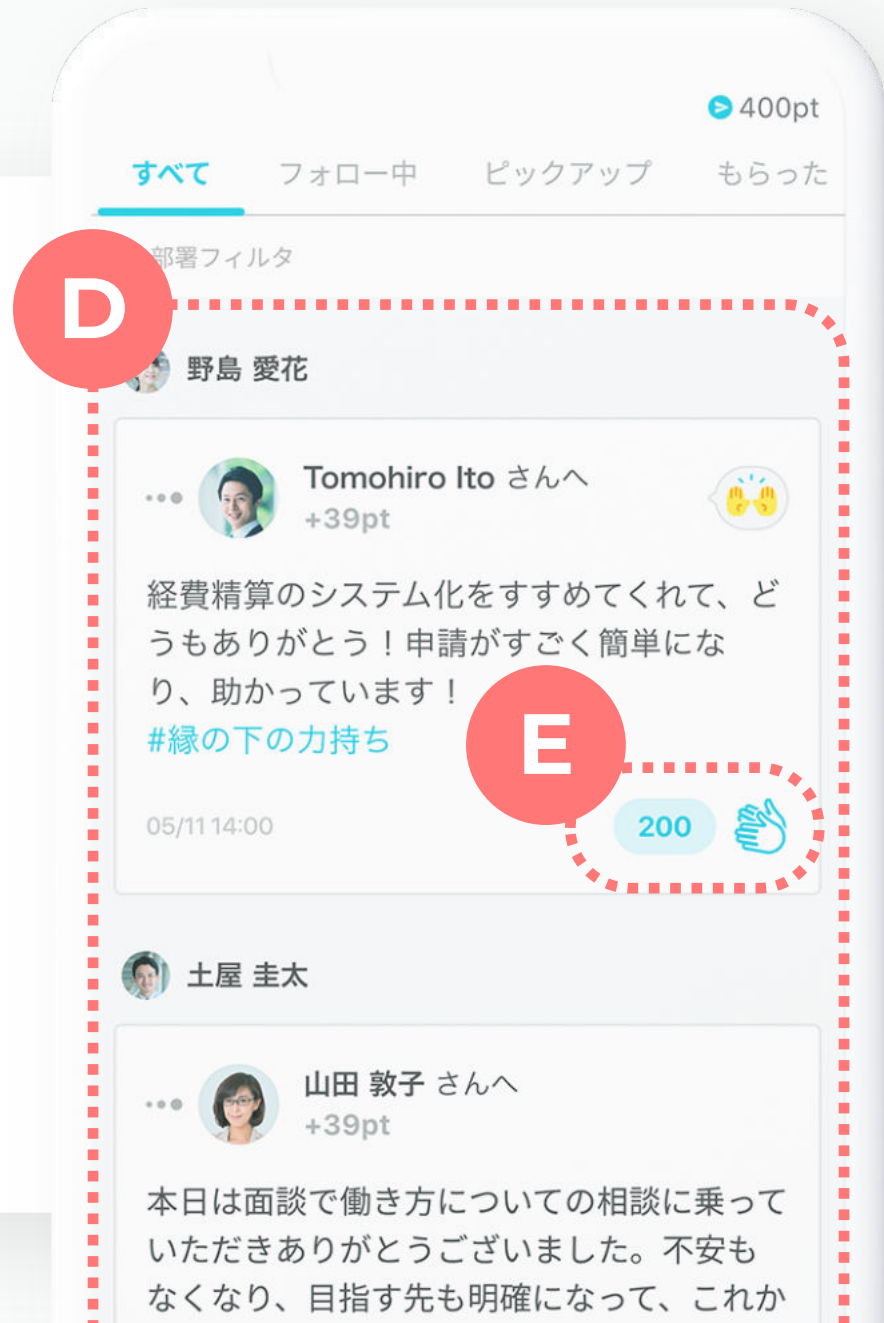 400pt
すべて フォロー中 ピックアップ もらった
部署フィルタ
D
野島 愛花
Tomohiro Ito さんへ
+39pt
経費精算のシステム化をすすめてくれて、ど
うもありがとう！申請がすごく簡単にな
り、助かっています！
#縁の下の力持ち
E
05/11 14:00
200
土屋 圭太
山田 敦子 さんへ
+39pt
本日は面談で働き方についての相談に乗って
いただきありがとうございました。不安も
なくなり、目指す先も明確になって、これか